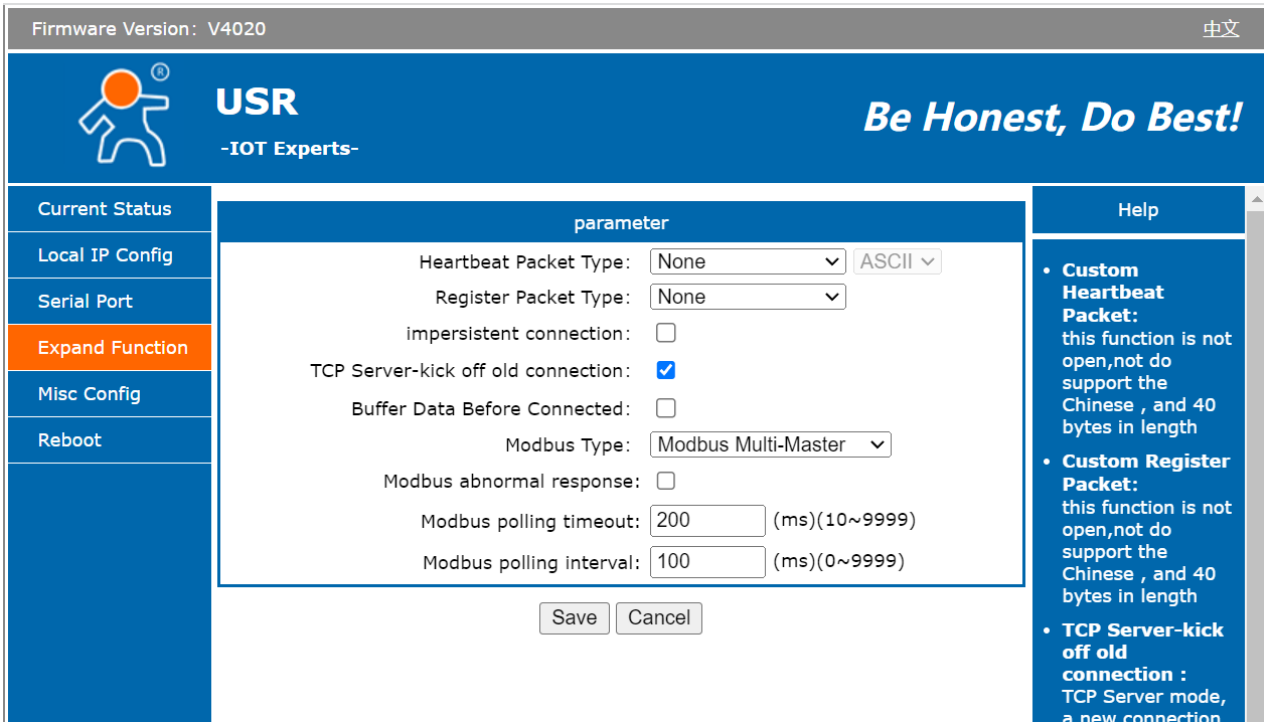 Firmware Version: V4020
中文
®
USR
-IOT Experts-
Be Honest, Do Best!
Current Status
Local IP Config
Serial Port
Expand Function
Misc Config
Reboot
parameter
Heartbeat Packet Type: None ASCII
Register Packet Type: None
impersistent connection:
TCP Server-kick off old connection:
Buffer Data Before Connected:
Modbus Type: Modbus Multi-Master
Modbus abnormal response:
Modbus polling timeout: 200 (ms)(10~9999)
Modbus polling interval: 100 (ms)(0~9999)
Save Cancel
Help
• Custom
Heartbeat
Packet:
this function is not
open,not do
support the
Chinese , and 40
bytes in length
• Custom Register
Packet:
this function is not
open,not do
support the
Chinese , and 40
bytes in length
• TCP Server-kick
off old
connection :
TCP Server mode,
a new connection